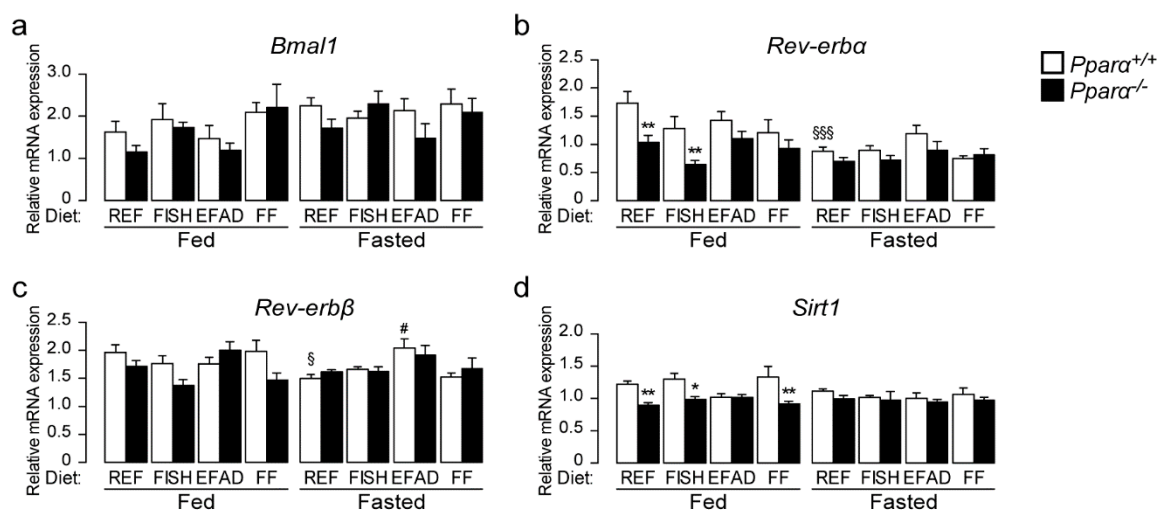 a
Bmal1
Relative mRNA expression
3.0
2.0
1.0
0
Diet: REF FISH EFAD FF REF FISH EFAD FF
Fed Fasted
b
Rev-erbα
Relative mRNA expression
2.5
2.0
1.5
1.0
0.5
0
** ** §§§
Diet: REF FISH EFAD FF REF FISH EFAD FF
Fed Fasted
Pparα+/+
Pparα-/-
c
Rev-erbβ
Relative mRNA expression
2.5
2.0
1.5
1.0
0.5
0
§ #
Diet: REF FISH EFAD FF REF FISH EFAD FF
Fed Fasted
d
Sirt1
Relative mRNA expression
2.0
1.5
1.0
0.5
0
** * **
Diet: REF FISH EFAD FF REF FISH EFAD FF
Fed Fasted